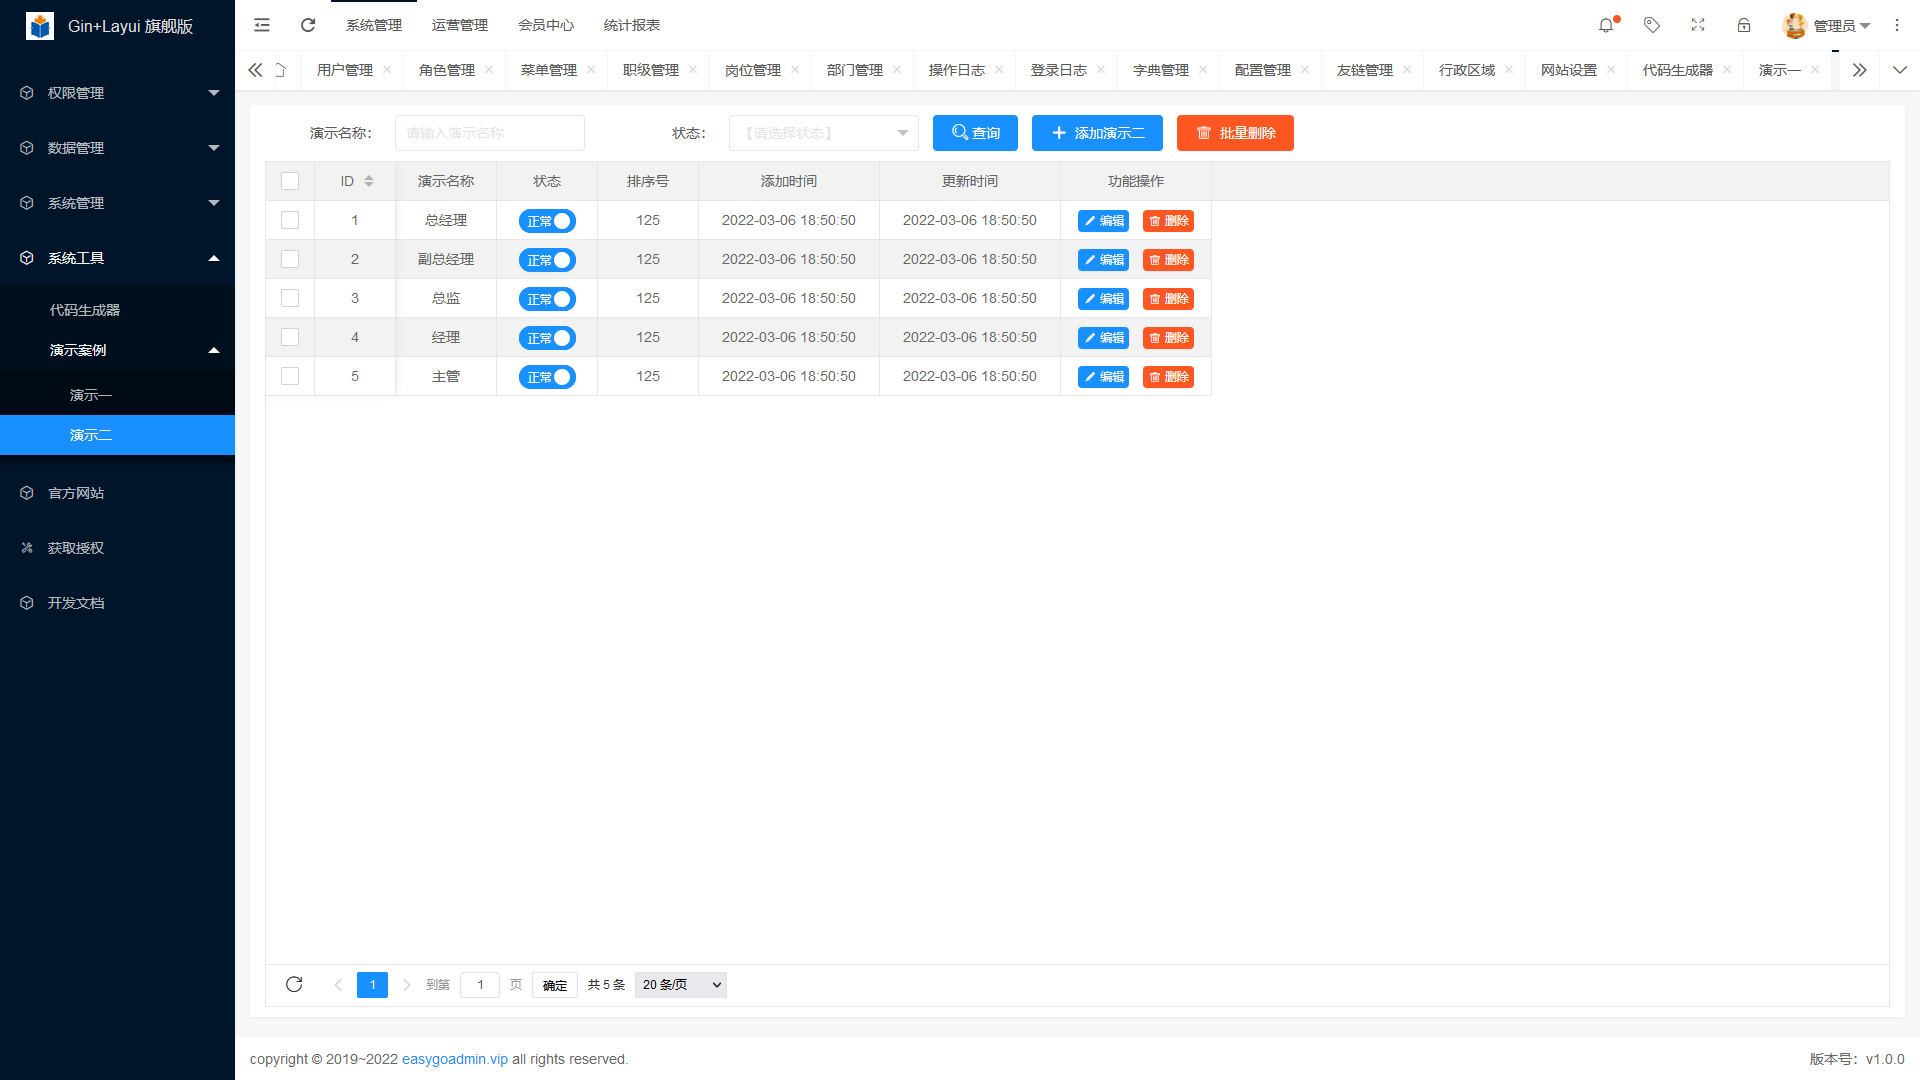 Gin+Layui 旗舰版
系统管理 运营管理 会员中心 统计报表 管理员
用户管理 角色管理 菜单管理 职级管理 岗位管理 部门管理 操作日志 登录日志 字典管理 配置管理 友链管理 行政区域 网站设置 代码生成器 演示一
权限管理
数据管理
系统管理
系统工具
代码生成器
演示案例
演示一
演示二
官方网站
获取授权
开发文档
演示名称： 请输入演示名称 状态： 【请选择状态】 查询 添加演示二 批量删除
ID 演示名称 状态 排序号 添加时间 更新时间 功能操作
1 总经理 正常 125 2022-03-06 18:50:50 2022-03-06 18:50:50 编辑 删除
2 副总经理 正常 125 2022-03-06 18:50:50 2022-03-06 18:50:50 编辑 删除
3 总监 正常 125 2022-03-06 18:50:50 2022-03-06 18:50:50 编辑 删除
4 经理 正常 125 2022-03-06 18:50:50 2022-03-06 18:50:50 编辑 删除
5 主管 正常 125 2022-03-06 18:50:50 2022-03-06 18:50:50 编辑 删除
1 到第 1 页 确定 共 5 条 20 条/页
copyright © 2019~2022 easygoadmin.vip all rights reserved. 版本号：v1.0.0